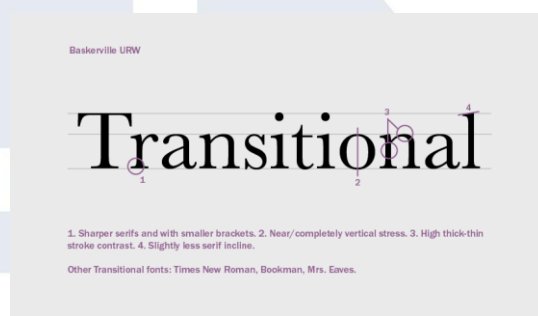 Baskerville URW
Transitional
3
4
1
2
1. Sharper serifs and with smaller brackets. 2. Near/completely vertical stress. 3. High thick-thin
stroke contrast. 4. Slightly less serif incline.
Other Transitional fonts: Times New Roman, Bookman, Mrs. Eaves.